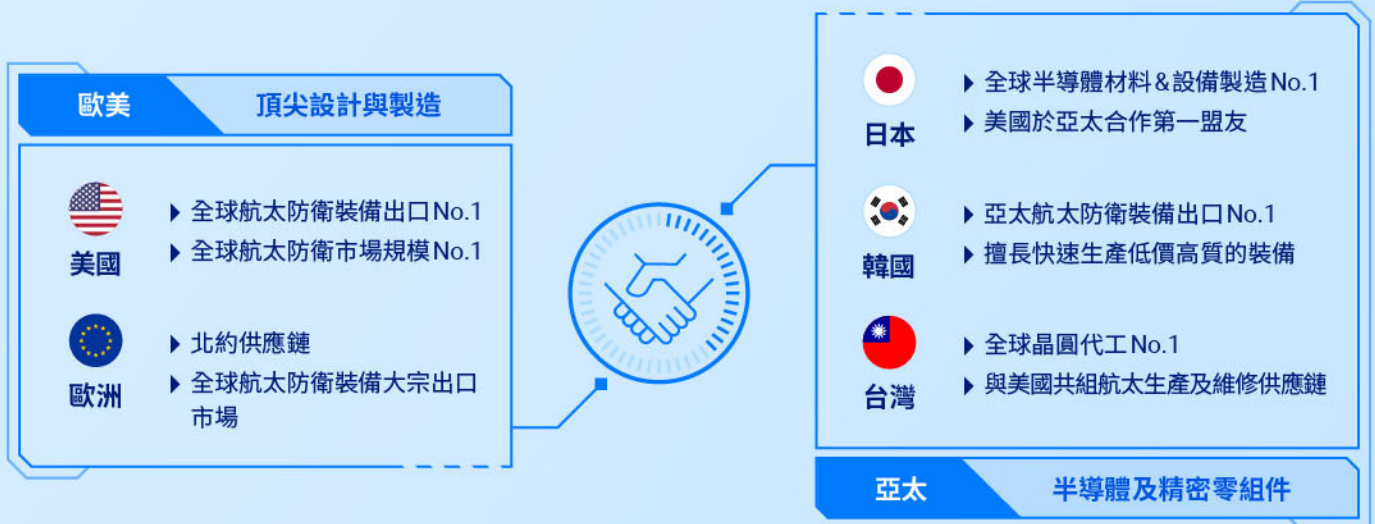 歐美
頂尖設計與製造
美國
全球航太防衛裝備出口No.1
全球航太防衛市場規模No.1
歐洲
北約供應鏈
全球航太防衛裝備大宗出口
市場
日本
全球半導體材料&設備製造No.1
美國於亞太合作第一盟友
韓國
亞太航太防衛裝備出口No.1
擅長快速生產低價高質的裝備
台灣
全球晶圓代工No.1
與美國共組航太生產及維修供應鏈
亞太
半導體及精密零組件